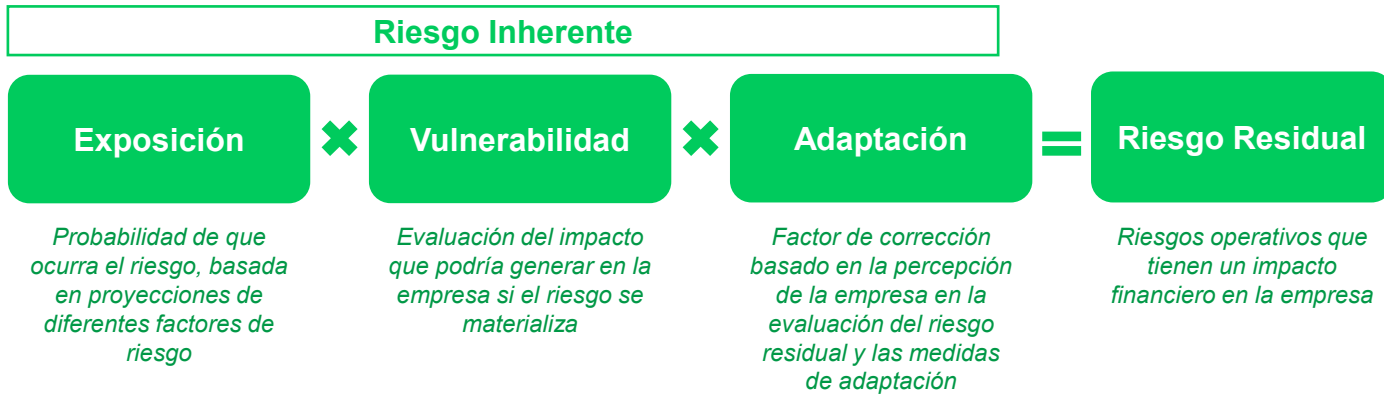 Riesgo Inherente
Exposición
Vulnerabilidad
Adaptación
Riesgo Residual
Probabilidad de que
ocurra el riesgo, basada
en proyecciones de
diferentes factores de
riesgo
Evaluación del impacto
que podría generar en la
empresa si el riesgo se
materializa
Factor de corrección
basado en la percepción
de la empresa en la
evaluación del riesgo
residual y las medidas
de adaptación
Riesgos operativos que
tienen un impacto
financiero en la empresa